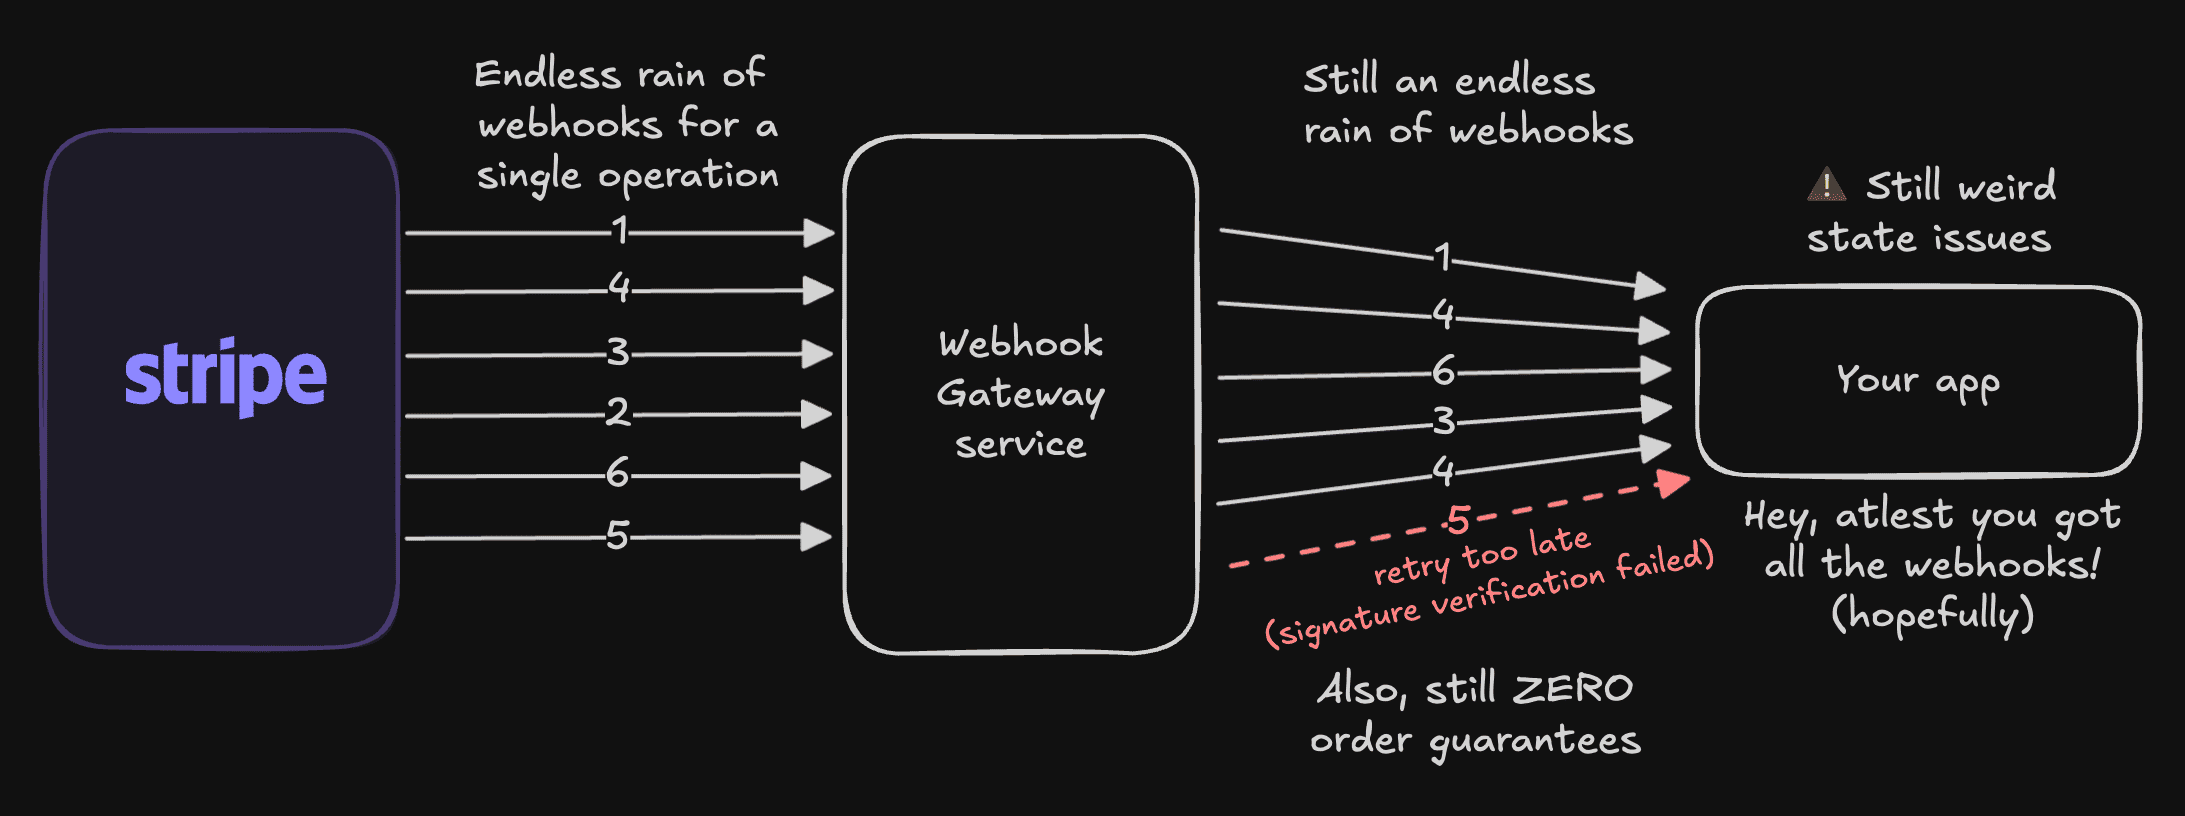 Endless rain of
webhooks for a
single operation
Still an endless
rain of webhooks
⚠ Still weird
state issues
stripe
1
4
3
2
6
5
Webhook
Gateway
service
1
4
6
3
4
5
retry too late
(signature verification failed)
Your app
Hey, atlest you got
all the webhooks!
(hopefully)
Also, still ZERO
order guarantees